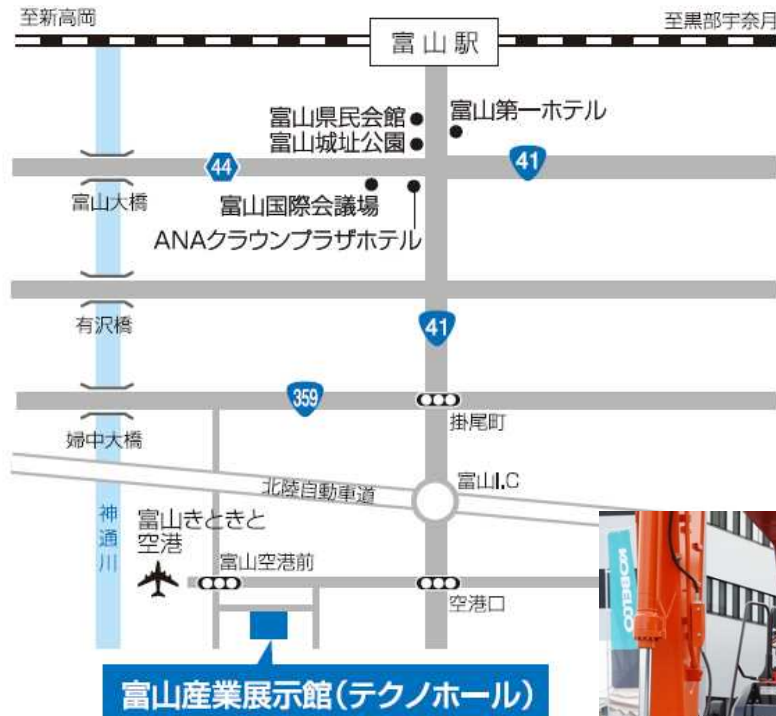 至新高岡
至黒部宇奈月
富山駅
富山県民会館
富山第一ホテル
富山城址公園
44
41
富山大橋
富山国際会議場
ANAクラウンプラザホテル
有沢橋
41
359
掛尾町
婦中大橋
富山I.C
北陸自動車道
神通川
富山きときと
空港
富山空港前
空港口
KOBELCO
富山産業展示館(テクノホール)